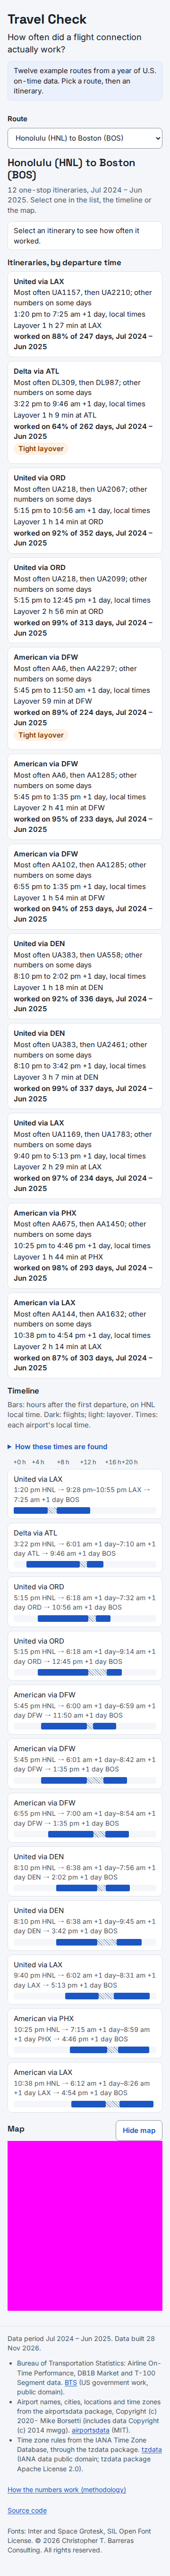 Travel Check
How often did a flight connection
actually work?
Twelve example routes from a year of U.S.
on-time data. Pick a route, then an
itinerary.
Route
Honolulu (HNL) to Boston (BOS)
Honolulu (HNL) to Boston
(BOS)
12 one-stop itineraries, Jul 2024 –
Jun 2025. Select one in the list, the timeline or
the map.
Select an itinerary to see how often it
worked.
Itineraries, by departure time
United via LAX
Most often UA1157, then UA2210; other
numbers on some days
1:20 pm to 7:25 am +1 day, local times
Layover 1 h 27 min at LAX
worked on 88% of 247 days, Jul 2024 –
Jun 2025
Delta via ATL
Most often DL309, then DL987; other
numbers on some days
3:22 pm to 9:46 am +1 day, local times
Layover 1 h 9 min at ATL
worked on 64% of 262 days, Jul 2024 –
Jun 2025
Tight layover
United via ORD
Most often UA218, then UA2067; other
numbers on some days
5:15 pm to 10:56 am +1 day, local times
Layover 1 h 14 min at ORD
worked on 92% of 352 days, Jul 2024 –
Jun 2025
United via ORD
Most often UA218, then UA2099; other
numbers on some days
5:15 pm to 12:45 pm +1 day, local times
Layover 2 h 56 min at ORD
worked on 99% of 313 days, Jul 2024 –
Jun 2025
American via DFW
Most often AA6, then AA2297; other
numbers on some days
5:45 pm to 11:50 am +1 day, local times
Layover 59 min at DFW
worked on 89% of 224 days, Jul 2024 –
Jun 2025
Tight layover
American via DFW
Most often AA6, then AA1285; other
numbers on some days
5:45 pm to 1:35 pm +1 day, local times
Layover 2 h 41 min at DFW
worked on 95% of 233 days, Jul 2024 –
Jun 2025
American via DFW
Most often AA102, then AA1285; other
numbers on some days
6:55 pm to 1:35 pm +1 day, local times
Layover 1 h 54 min at DFW
worked on 94% of 253 days, Jul 2024 –
Jun 2025
United via DEN
Most often UA383, then UA558; other
numbers on some days
8:10 pm to 2:02 pm +1 day, local times
Layover 1 h 18 min at DEN
worked on 92% of 336 days, Jul 2024 –
Jun 2025
United via DEN
Most often UA383, then UA2461; other
numbers on some days
8:10 pm to 3:42 pm +1 day, local times
Layover 3 h 7 min at DEN
worked on 99% of 337 days, Jul 2024 –
Jun 2025
United via LAX
Most often UA1169, then UA1783; other
numbers on some days
9:40 pm to 5:13 pm +1 day, local times
Layover 2 h 29 min at LAX
worked on 97% of 234 days, Jul 2024 –
Jun 2025
American via PHX
Most often AA675, then AA1450; other
numbers on some days
10:25 pm to 4:46 pm +1 day, local times
Layover 1 h 44 min at PHX
worked on 98% of 293 days, Jul 2024 –
Jun 2025
American via LAX
Most often AA144, then AA1632; other
numbers on some days
10:38 pm to 4:54 pm +1 day, local times
Layover 2 h 14 min at LAX
worked on 87% of 303 days, Jul 2024 –
Jun 2025
Timeline
Bars: hours after the first departure, on HNL
local time. Dark: flights; light: layover. Times:
each airport's local time.
How these times are found
+0 h +4 h +8 h +12 h +16 h +20 h
United via LAX
1:20 pm HNL → 9:28 pm–10:55 pm LAX →
7:25 am +1 day BOS
Delta via ATL
3:22 pm HNL → 6:01 am +1 day–7:10 am +1
day ATL → 9:46 am +1 day BOS
United via ORD
5:15 pm HNL → 6:18 am +1 day–7:32 am +1
day ORD → 10:56 am +1 day BOS
United via ORD
5:15 pm HNL → 6:18 am +1 day–9:14 am +1
day ORD → 12:45 pm +1 day BOS
American via DFW
5:45 pm HNL → 6:00 am +1 day–6:59 am +1
day DFW → 11:50 am +1 day BOS
American via DFW
5:45 pm HNL → 6:01 am +1 day–8:42 am +1
day DFW → 1:35 pm +1 day BOS
American via DFW
6:55 pm HNL → 7:00 am +1 day–8:54 am +1
day DFW → 1:35 pm +1 day BOS
United via DEN
8:10 pm HNL → 6:38 am +1 day–7:56 am +1
day DEN → 2:02 pm +1 day BOS
United via DEN
8:10 pm HNL → 6:38 am +1 day–9:45 am +1
day DEN → 3:42 pm +1 day BOS
United via LAX
9:40 pm HNL → 6:02 am +1 day–8:31 am +1
day LAX → 5:13 pm +1 day BOS
American via PHX
10:25 pm HNL → 7:15 am +1 day–8:59 am
+1 day PHX → 4:46 pm +1 day BOS
American via LAX
10:38 pm HNL → 6:12 am +1 day–8:26 am
+1 day LAX → 4:54 pm +1 day BOS
Map
Hide map
Data period Jul 2024 – Jun 2025. Data built 28
Nov 2026.
Bureau of Transportation Statistics: Airline On-
Time Performance, DB1B Market and T-100
Segment data. BTS (US government work,
public domain).
Airport names, cities, locations and time zones
from the airportsdata package, Copyright (c)
2020- Mike Borsetti (includes data Copyright
(c) 2014 mwgg). airportsdata (MIT).
Time zone rules from the IANA Time Zone
Database, through the tzdata package. tzdata
(IANA data public domain; tzdata package
Apache License 2.0).
How the numbers work (methodology)
Source code
Fonts: Inter and Space Grotesk, SIL Open Font
License. © 2026 Christopher T. Barreras
Consulting. All rights reserved.